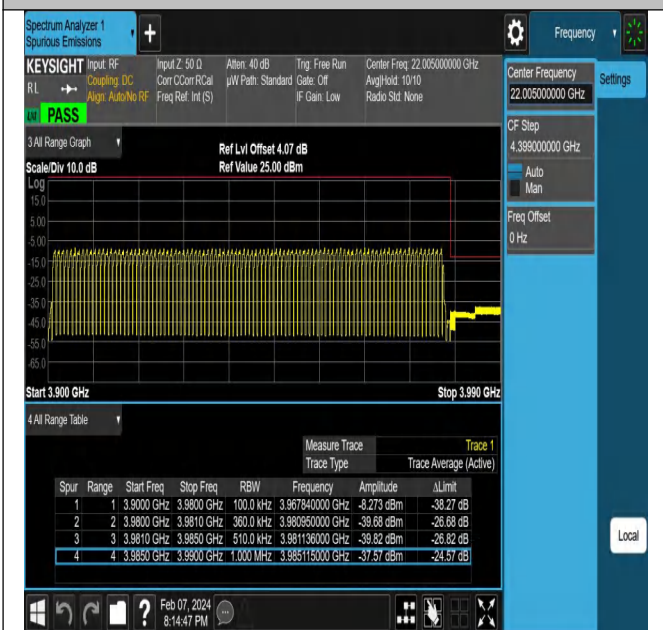 Spectrum Analyzer 1
Spurious Emissions
+
Frequency
KEYSIGHT Input: RF Input Z: 50 Ω Atten: 40 dB Trig: Free Run Center Freq: 22.005000000 GHz
RL Coupling: DC Corr CCorr RCal µW Path: Standard Gate: Off Avg|Hold: 10/10
Align: Auto/No RF Freq Ref: Int (S) IF Gain: Low Radio Std: None
PASS
Center Frequency
22.005000000 GHz
Settings
CF Step
4.399000000 GHz
Auto
Man
Freq Offset
0 Hz
3 All Range Graph
Ref Lvl Offset 4.07 dB
Scale/Div 10.0 dB Ref Value 25.00 dBm
Log
15.0
5.00
-5.00
-15.0
-25.0
-35.0
-45.0
-55.0
-65.0
Start 3.900 GHz Stop 3.990 GHz
4 All Range Table
Measure Trace Trace 1
Trace Type Trace Average (Active)
Spur Range Start Freq Stop Freq RBW Frequency Amplitude ΔLimit
1 1 3.9000 GHz 3.9800 GHz 100.0 kHz 3.967840000 GHz -8.273 dBm -38.27 dB
2 2 3.9800 GHz 3.9810 GHz 360.0 kHz 3.980950000 GHz -39.68 dBm -26.68 dB
3 3 3.9810 GHz 3.9850 GHz 510.0 kHz 3.981136000 GHz -39.82 dBm -26.82 dB
4 4 3.9850 GHz 3.9900 GHz 1.000 MHz 3.985115000 GHz -37.57 dBm -24.57 dB
Local
?
Feb 07, 2024
8:14:47 PM